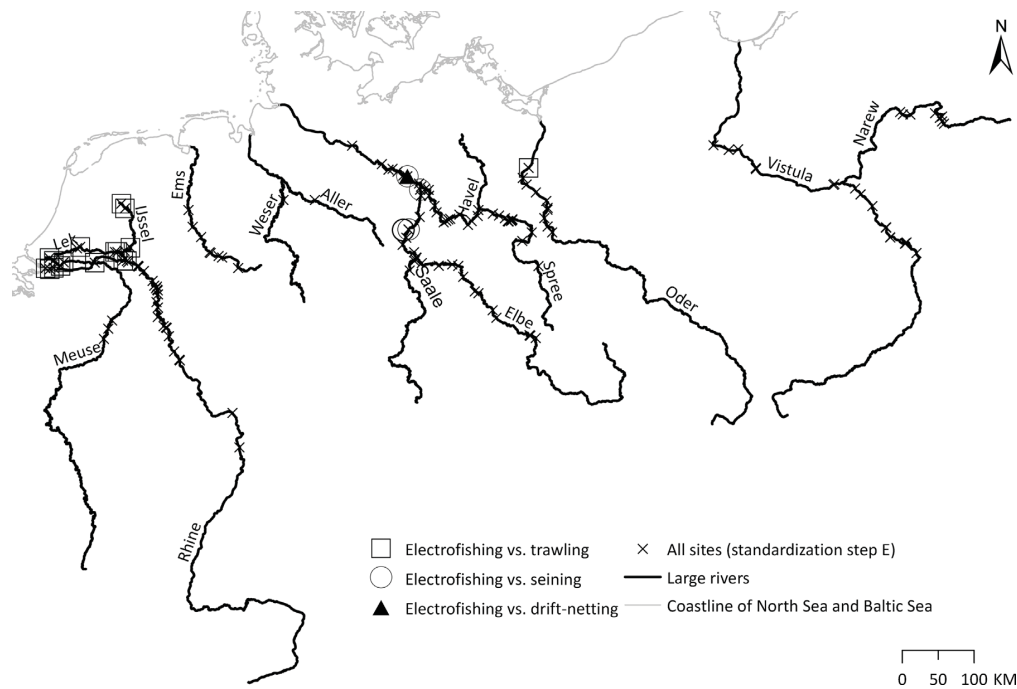 N
Narew
Vistula
Ems
Weser
Aller
Havel
IJssel
Lek
Saale
Spree
Oder
Elbe
Meuse
Rhine
Electrofishing vs. trawling
Electrofishing vs. seining
Electrofishing vs. drift-netting
All sites (standardization step E)
Large rivers
Coastline of North Sea and Baltic Sea
0 50 100 KM